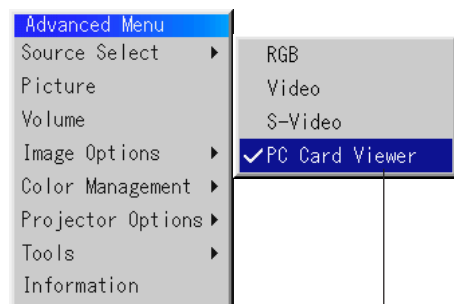 Advanced Menu
Source Select
Picture
Volume
Image Options
Color Management
Projector Options
Tools
Information
RGB
Video
S-Video
PC Card Viewer